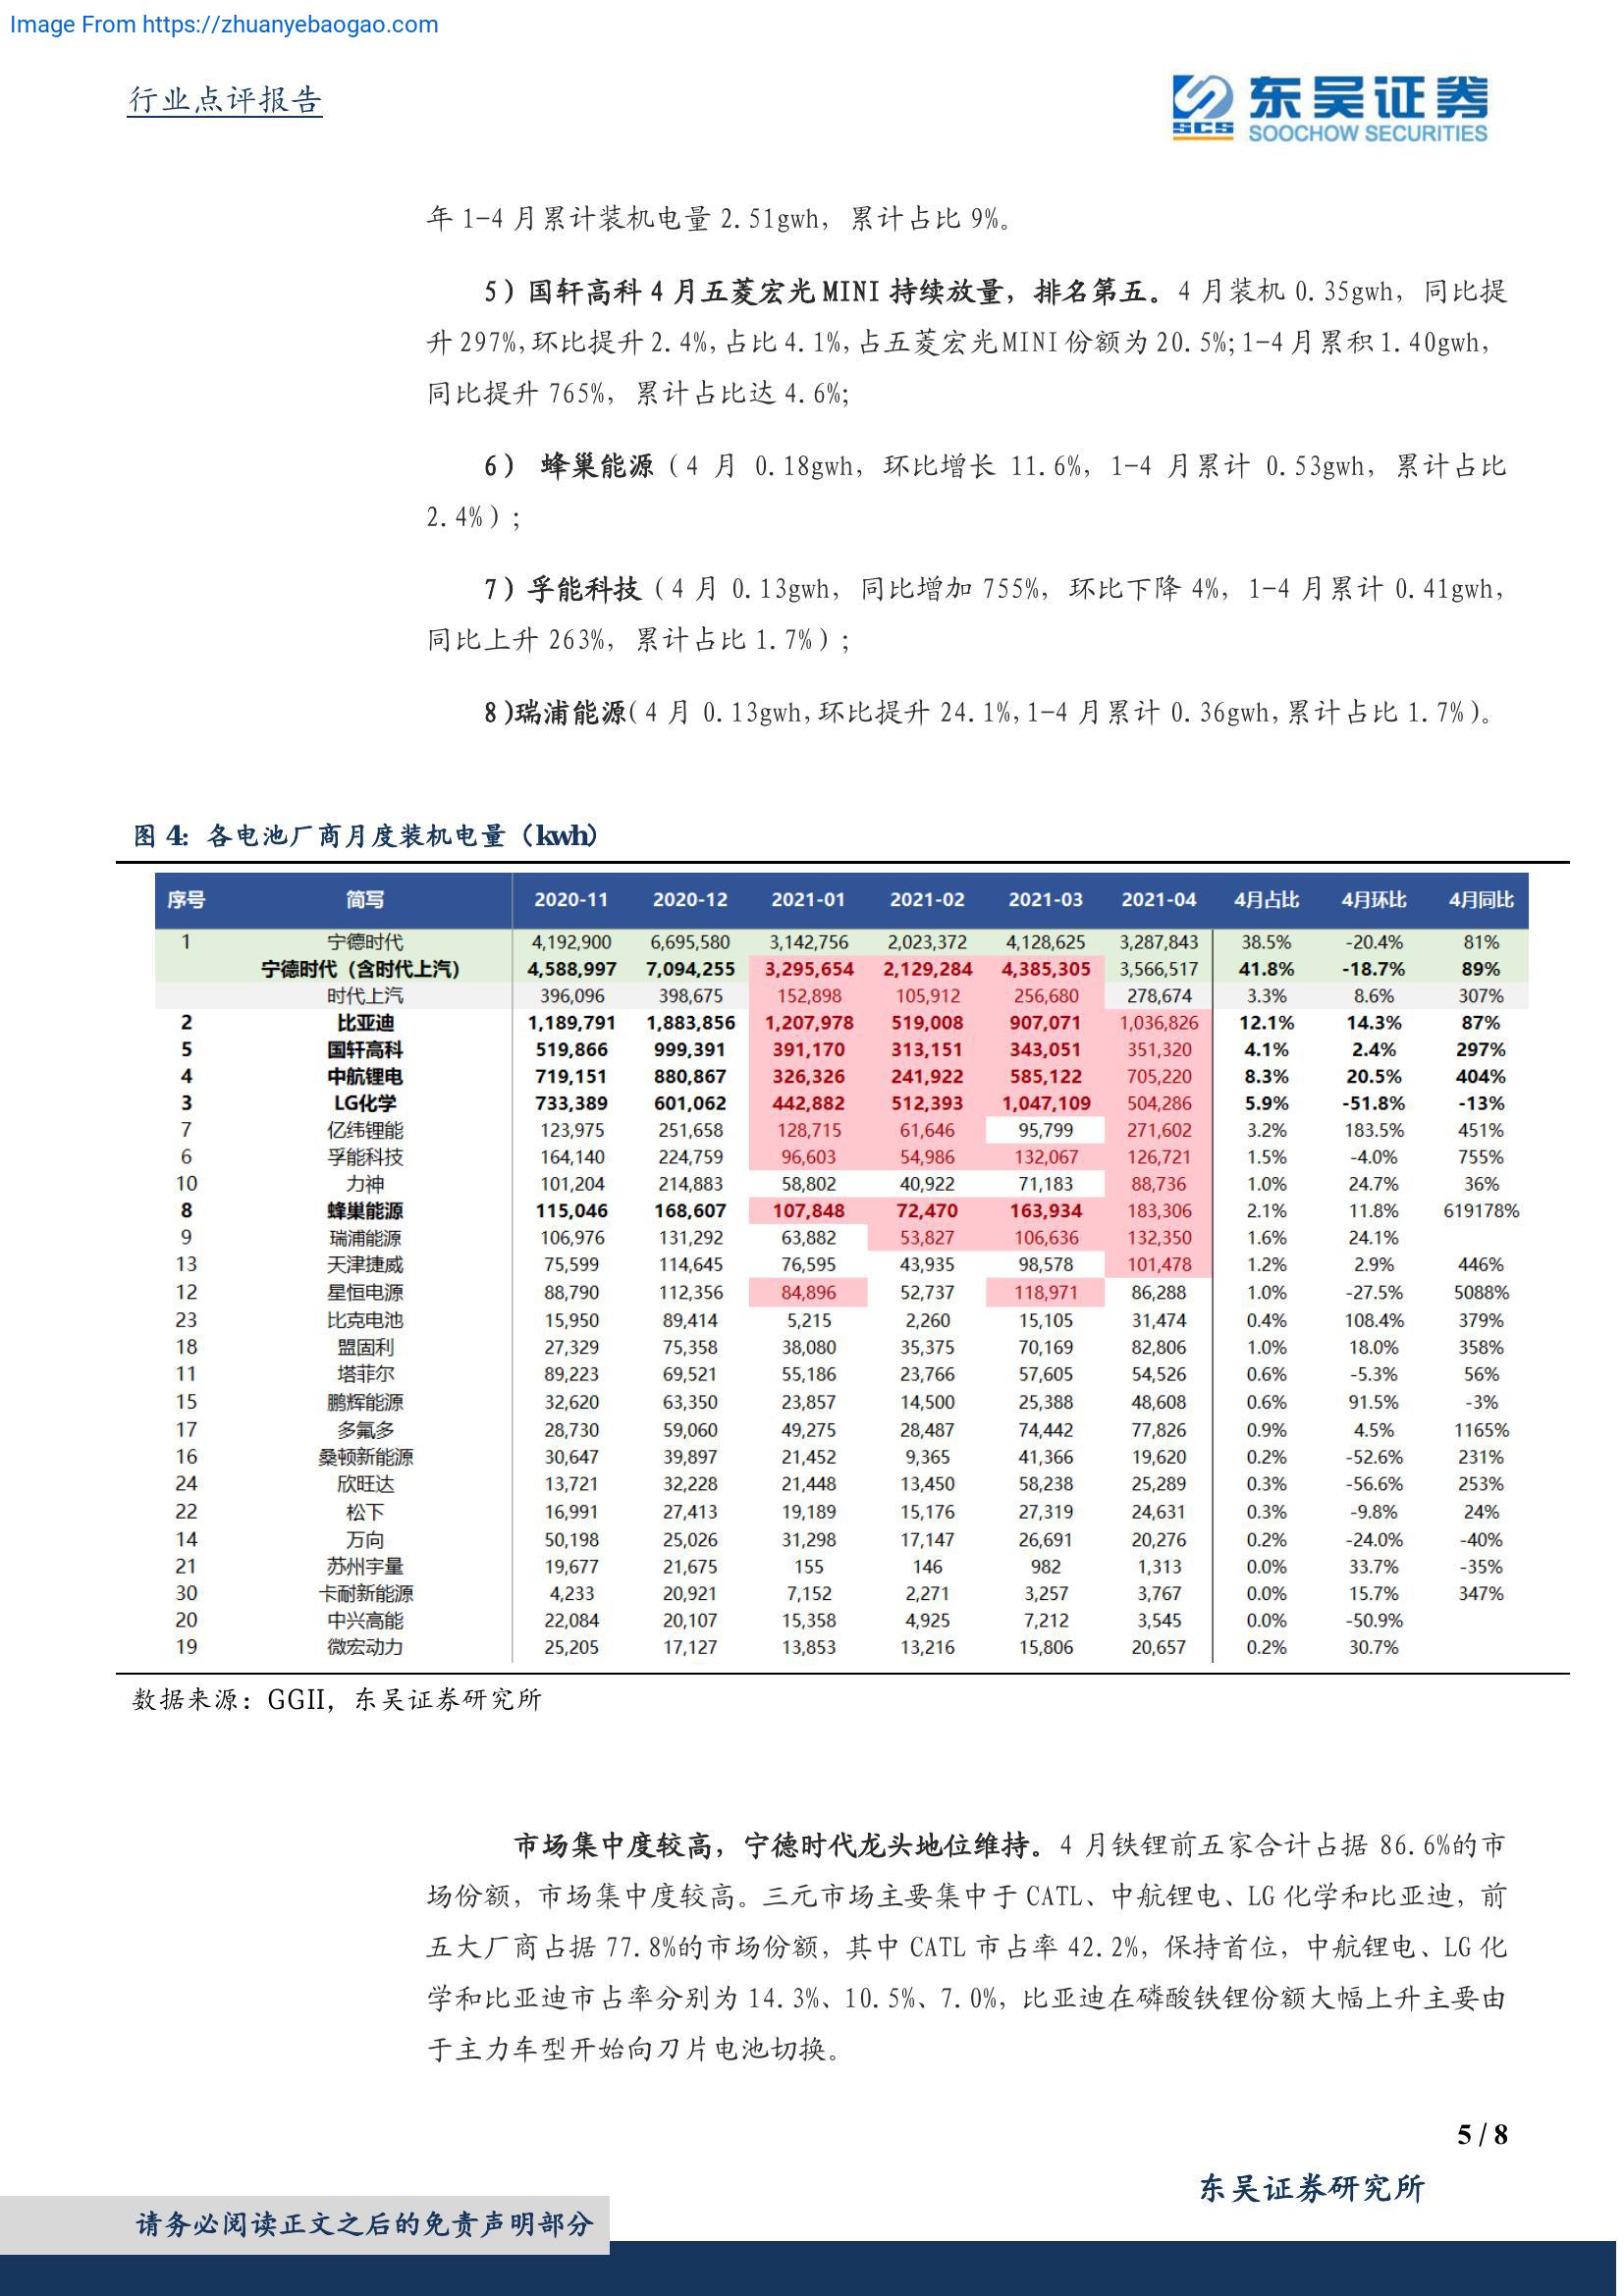 Image From https://zhuanyebaogao.com
行业点评报告
SCS
东吴证券
SOOCHOW SECURITIES
年 1-4 月累计装机电量 2.51gwh，累计占比 9%。
5）国轩高科 4 月五菱宏光 MINI 持续放量，排名第五。4 月装机 0.35gwh，同比提
升 297%,环比提升 2.4%,占比 4.1%,占五菱宏光MINI 份额为 20.5%;1-4 月累积 1.40gwh，
同比提升 765%，累计占比达 4.6%;
6） 蜂巢能源（4 月 0.18gwh，环比增长 11.6%，1-4 月累计 0.53gwh，累计占比
2.4%）;
7）孚能科技（4 月 0.13gwh，同比增加 755%，环比下降 4%，1-4 月累计 0.41gwh，
同比上升 263%，累计占比 1.7%）;
8)瑞浦能源(4 月 0.13gwh,环比提升 24.1%,1-4 月累计 0.36gwh,累计占比 1.7%)。
图 4：各电池厂商月度装机电量（kwh）
序号 简写 2020-11 2020-12 2021-01 2021-02 2021-03 2021-04 4月占比 4月环比 4月同比
1 宁德时代 4,192,900 6,695,580 3,142,756 2,023,372 4,128,625 3,287,843 38.5% -20.4% 81%
宁德时代（含时代上汽） 4,588,997 7,094,255 3,295,654 2,129,284 4,385,305 3,566,517 41.8% -18.7% 89%
时代上汽 396,096 398,675 152,898 105,912 256,680 278,674 3.3% 8.6% 307%
2 比亚迪 1,189,791 1,883,856 1,207,978 519,008 907,071 1,036,826 12.1% 14.3% 87%
5 国轩高科 519,866 999,391 391,170 313,151 343,051 351,320 4.1% 2.4% 297%
4 中航锂电 719,151 880,867 326,326 241,922 585,122 705,220 8.3% 20.5% 404%
3 LG化学 733,389 601,062 442,882 512,393 1,047,109 504,286 5.9% -51.8% -13%
7 亿纬锂能 123,975 251,658 128,715 61,646 95,799 271,602 3.2% 183.5% 451%
6 孚能科技 164,140 224,759 96,603 54,986 132,067 126,721 1.5% -4.0% 755%
10 力神 101,204 214,883 58,802 40,922 71,183 88,736 1.0% 24.7% 36%
8 蜂巢能源 115,046 168,607 107,848 72,470 163,934 183,306 2.1% 11.8% 619178%
9 瑞浦能源 106,976 131,292 63,882 53,827 106,636 132,350 1.6% 24.1%
13 天津捷威 75,599 114,645 76,595 43,935 98,578 101,478 1.2% 2.9% 446%
12 星恒电源 88,790 112,356 84,896 52,737 118,971 86,288 1.0% -27.5% 5088%
23 比克电池 15,950 89,414 5,215 2,260 15,105 31,474 0.4% 108.4% 379%
18 盟固利 27,329 75,358 38,080 35,375 70,169 82,806 1.0% 18.0% 358%
11 塔菲尔 89,223 69,521 55,186 23,766 57,605 54,526 0.6% -5.3% 56%
15 鹏辉能源 32,620 63,350 23,857 14,500 25,388 48,608 0.6% 91.5% -3%
17 多氟多 28,730 59,060 49,275 28,487 74,442 77,826 0.9% 4.5% 1165%
16 桑顿新能源 30,647 39,897 21,452 9,365 41,366 19,620 0.2% -52.6% 231%
24 欣旺达 13,721 32,228 21,448 13,450 58,238 25,289 0.3% -56.6% 253%
22 松下 16,991 27,413 19,189 15,176 27,319 24,631 0.3% -9.8% 24%
14 万向 50,198 25,026 31,298 17,147 26,691 20,276 0.2% -24.0% -40%
21 苏州宇量 19,677 21,675 155 146 982 1,313 0.0% 33.7% -35%
30 卡耐新能源 4,233 20,921 7,152 2,271 3,257 3,767 0.0% 15.7% 347%
20 中兴高能 22,084 20,107 15,358 4,925 7,212 3,545 0.0% -50.9%
19 微宏动力 25,205 17,127 13,853 13,216 15,806 20,657 0.2% 30.7%
数据来源：GGII，东吴证券研究所
市场集中度较高，宁德时代龙头地位维持。4 月铁锂前五家合计占据 86.6%的市
场份额，市场集中度较高。三元市场主要集中于 CATL、中航锂电、LG 化学和比亚迪，前
五大厂商占据 77.8%的市场份额，其中 CATL 市占率 42.2%，保持首位，中航锂电、LG 化
学和比亚迪市占率分别为 14.3%、10.5%、7.0%，比亚迪在磷酸铁锂份额大幅上升主要由
于主力车型开始向刀片电池切换。
5 / 8
东吴证券研究所
请务必阅读正文之后的免责声明部分